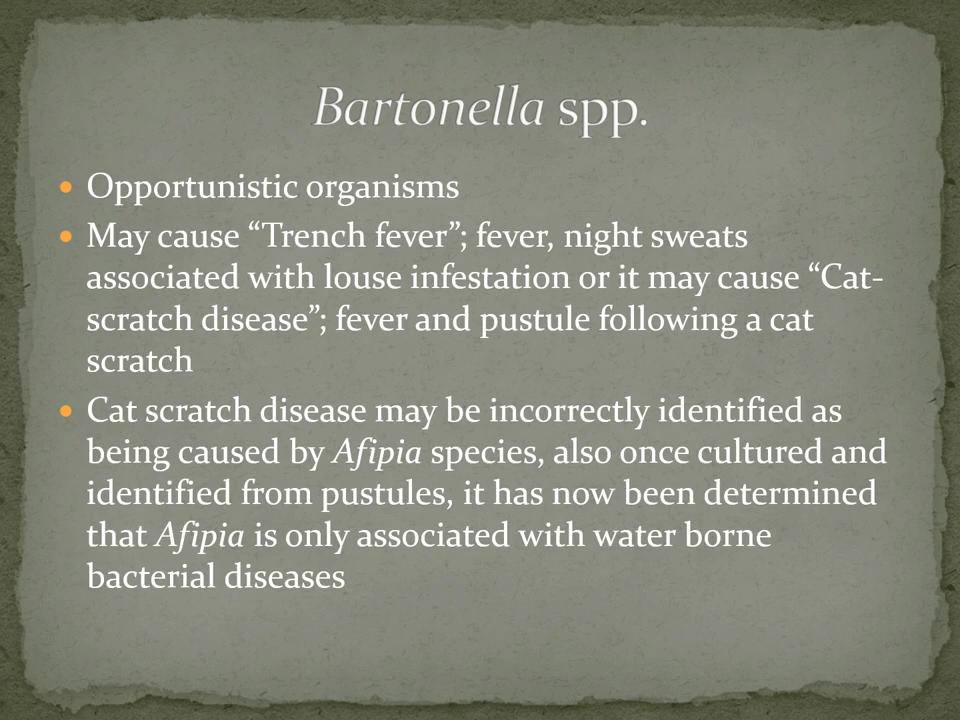 Bartonella spp.
Opportunistic organisms
May cause “Trench fever”; fever, night sweats
associated with louse infestation or it may cause “Cat-
scratch disease”; fever and pustule following a cat
scratch
Cat scratch disease may be incorrectly identified as
being caused by Afipia species, also once cultured and
identified from pustules, it has now been determined
that Afipia is only associated with water borne
bacterial diseases